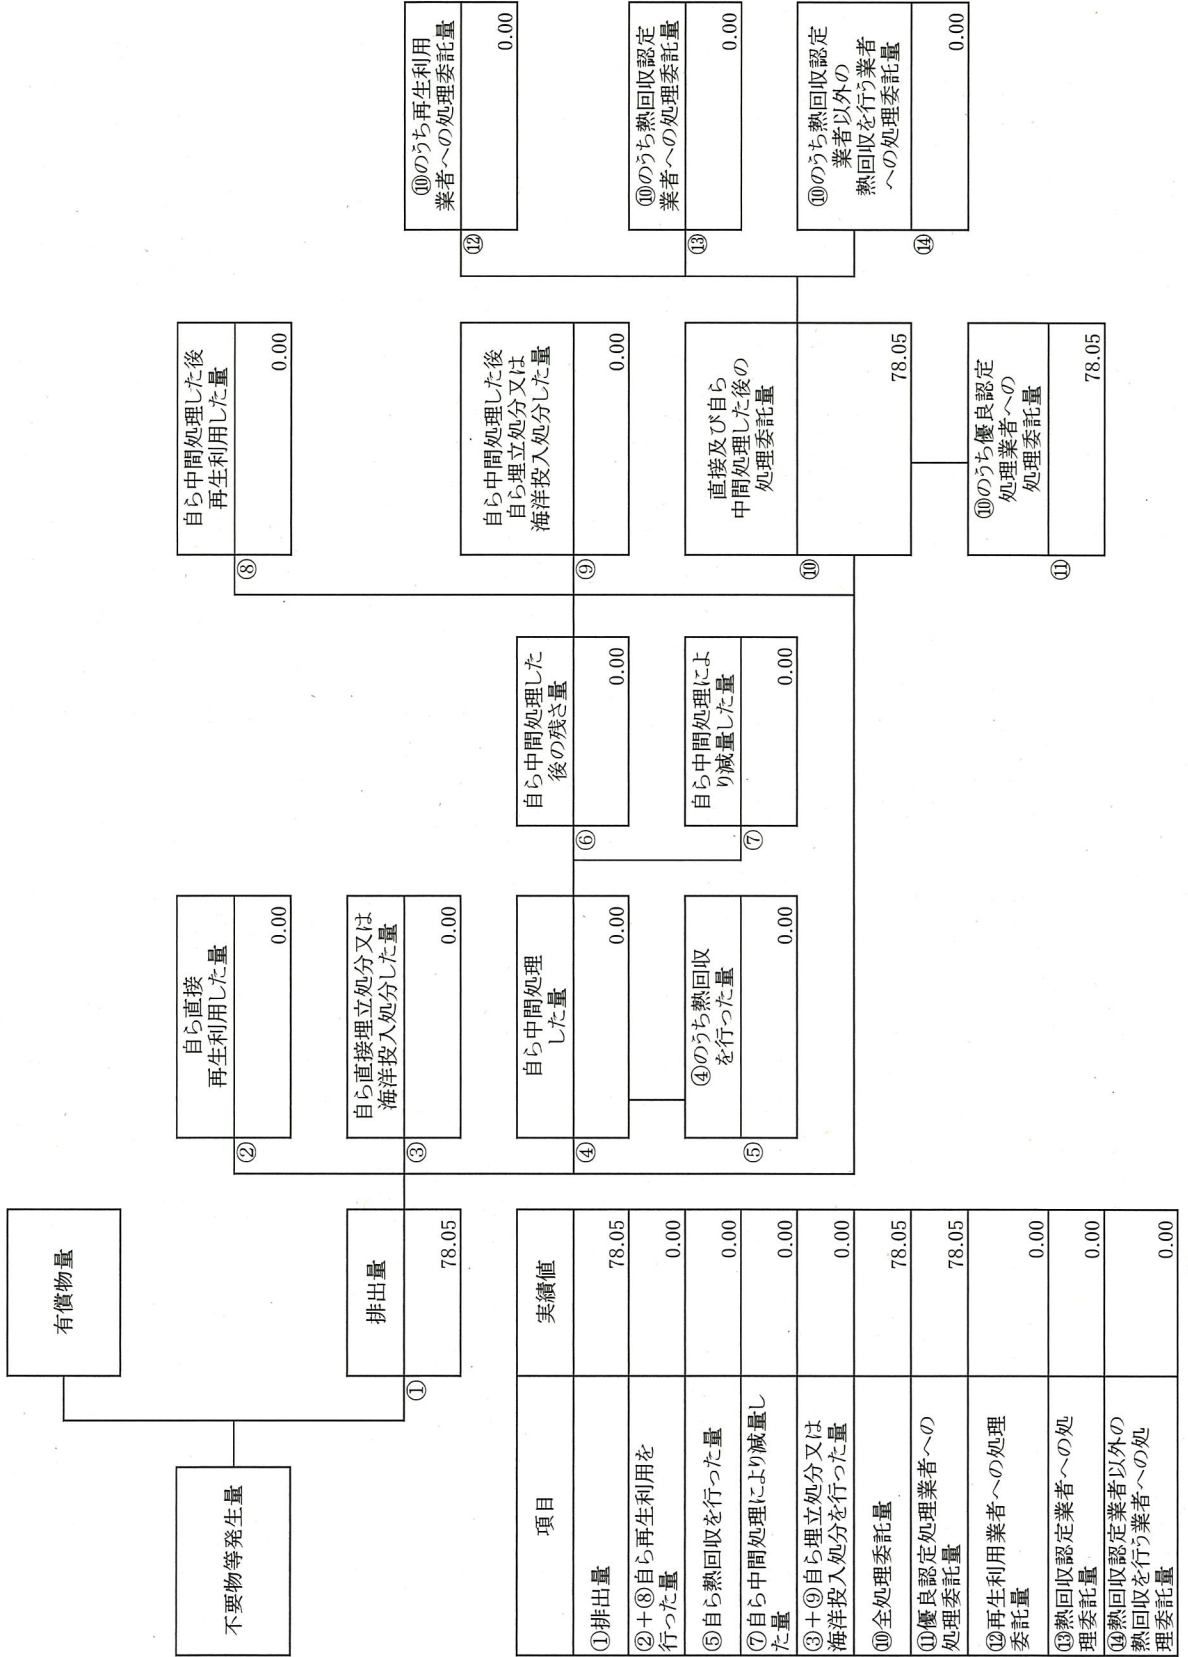 不要物等発生量
有償物量
排出量
①
78.05
自ら直接
再生利用した量
②
0.00
自ら直接埋立処分又は
海洋投入処分した量
③
0.00
自ら中間処理
した量
④
0.00
④のうち熱回収
を行った量
⑤
0.00
自ら中間処理した
後の残さ量
⑥
0.00
自ら中間処理によ
り減量した量
⑦
0.00
自ら中間処理した後
再生利用した量
⑧
0.00
自ら中間処理した後
自ら埋立処分又は
海洋投入処分した量
⑨
0.00
直接及び自ら
中間処理した後の
処理委託量
⑩
78.05
⑩のうち優良認定
処理業者への
処理委託量
⑪
78.05
⑩のうち再生利用
業者への処理委託量
⑫
0.00
⑩のうち熱回収認定
業者への処理委託量
⑬
0.00
⑩のうち熱回収認定
業者以外の
熱回収を行う業者
への処理委託量
⑭
0.00
項目 実績値
①排出量 78.05
②+⑧自ら再生利用を
行った量 0.00
⑤自ら熱回収を行った量 0.00
⑦自ら中間処理により減量し
た量 0.00
③+⑨自ら埋立処分又は
海洋投入処分を行った量 0.00
⑩全処理委託量 78.05
⑪優良認定処理業者への
処理委託量 78.05
⑫再生利用業者への処理
委託量 0.00
⑬熱回収認定業者への処
理委託量 0.00
⑭熱回収認定業者以外の
熱回収を行う業者への処
理委託量 0.00